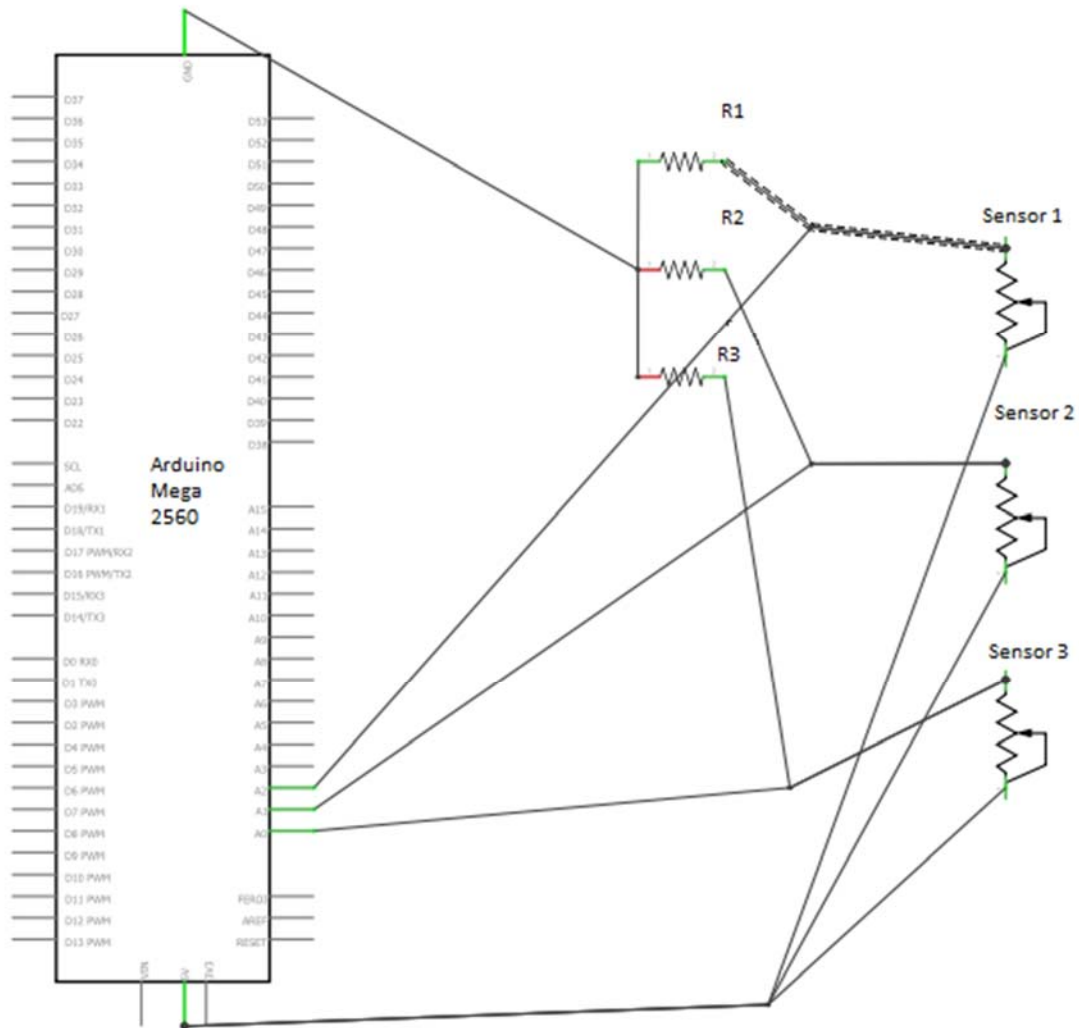 GND
D37
D36
D35
D34
D33
D32
D31
D30
D29
D28
D27
D26
D25
D24
D23
D22
SCL
D19/RX1
D18/TX1
D17 PWM/RX2
D16 PWM/TX2
D15/RX3
D14/TX3
D0 RX0
D1 TX0
D3 PWM
D2 PWM
D4 PWM
D5 PWM
D6 PWM
D7 PWM
D8 PWM
D9 PWM
D10 PWM
D11 PWM
D12 PWM
D13 PWM
Arduino
Mega
2560
D53
D52
D51
D50
D49
D48
D47
D46
D45
D44
D43
D42
D41
D40
D39
D38
A15
A14
A13
A12
A11
A10
A9
A8
A7
A6
A5
A4
A3
A2
A1
A0
AREF
RESET
VIN
5V
3V3
R1
R2
R3
Sensor 1
Sensor 2
Sensor 3